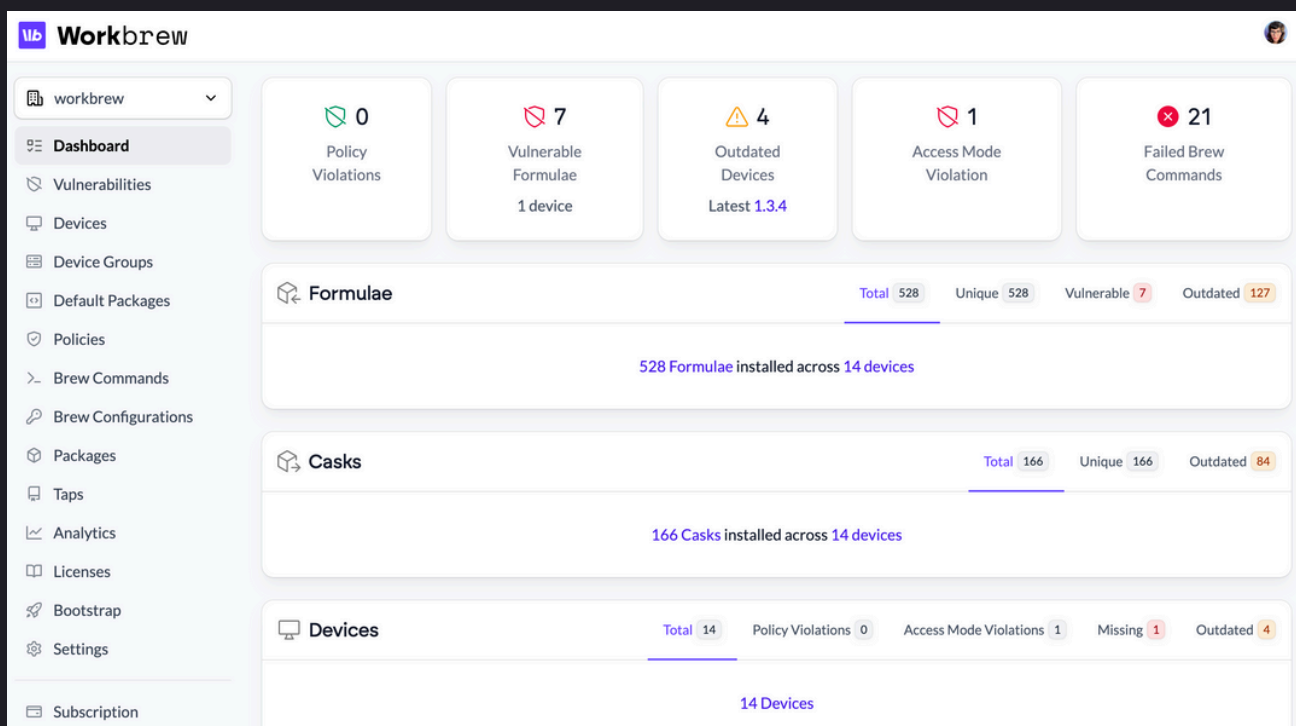 Workbrew
workbrew
Dashboard
Vulnerabilities
Devices
Device Groups
Default Packages
Policies
Brew Commands
Brew Configurations
Packages
Taps
Analytics
Licenses
Bootstrap
Settings
Subscription
0
Policy
Violations
7
Vulnerable
Formulae
1 device
4
Outdated
Devices
Latest 1.3.4
1
Access Mode
Violation
21
Failed Brew
Commands
Formulae
Total 528 Unique 528 Vulnerable 7 Outdated 127
528 Formulae installed across 14 devices
Casks
Total 166 Unique 166 Outdated 84
166 Casks installed across 14 devices
Devices
Total 14 Policy Violations 0 Access Mode Violations 1 Missing 1 Outdated 4
14 Devices